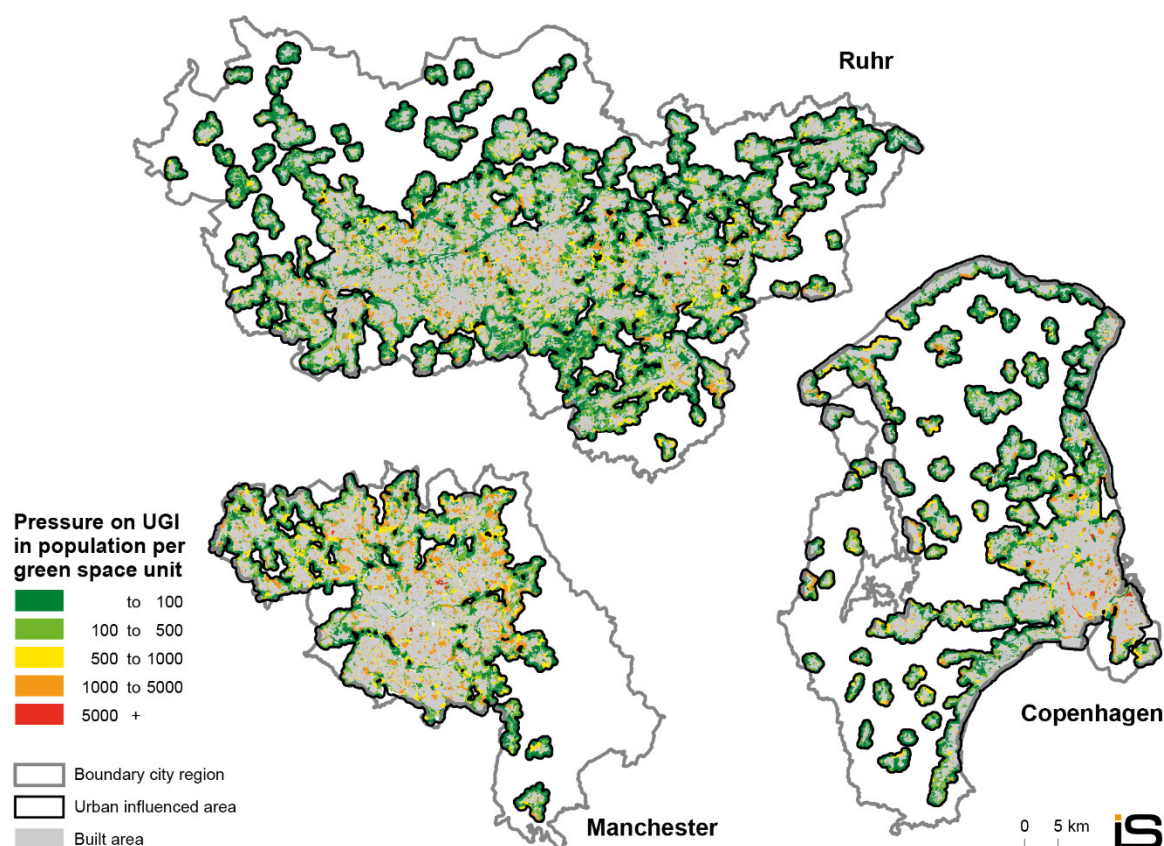 Ruhr
Pressure on UGI
in population per
green space unit
to 100
100 to 500
500 to 1000
1000 to 5000
5000 +
Boundary city region
Urban influenced area
Built area
Manchester
Copenhagen
0 5 km
iS